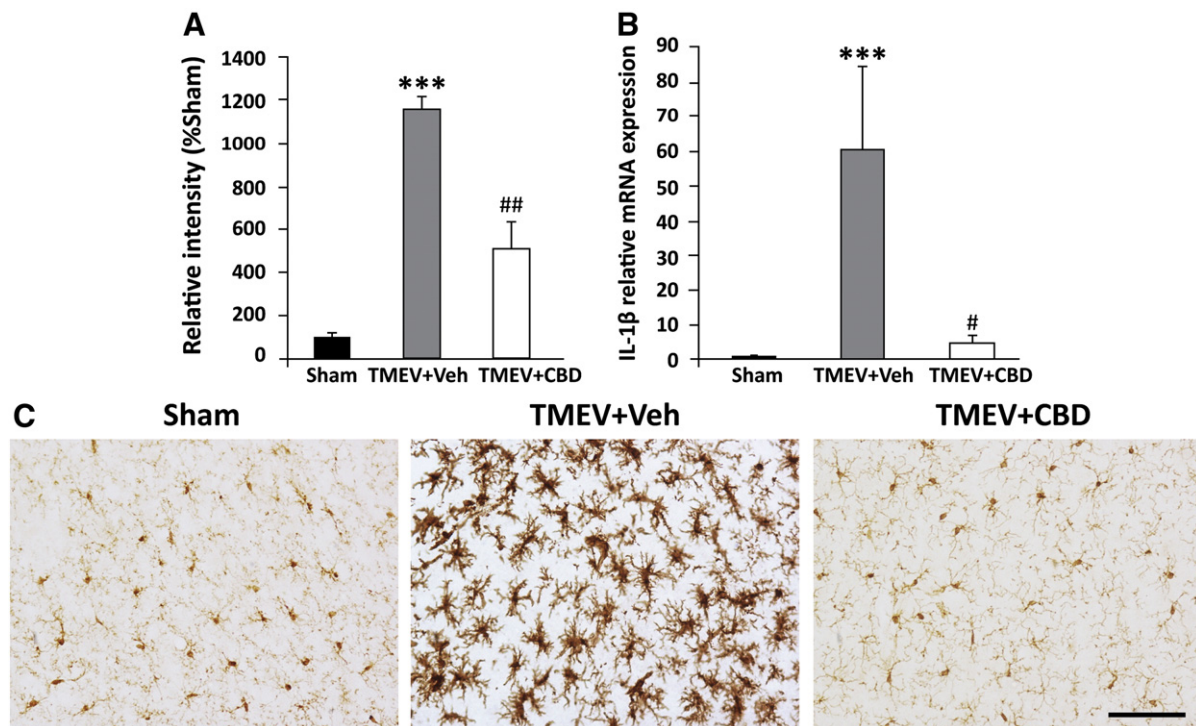 A
Relative intensity (%Sham)
1400
1200
1000
800
600
400
200
0
***
##
Sham TMEV+Veh TMEV+CBD
B
IL-1β relative mRNA expression
90
80
70
60
50
40
30
20
10
0
***
#
Sham TMEV+Veh TMEV+CBD
C
Sham TMEV+Veh TMEV+CBD